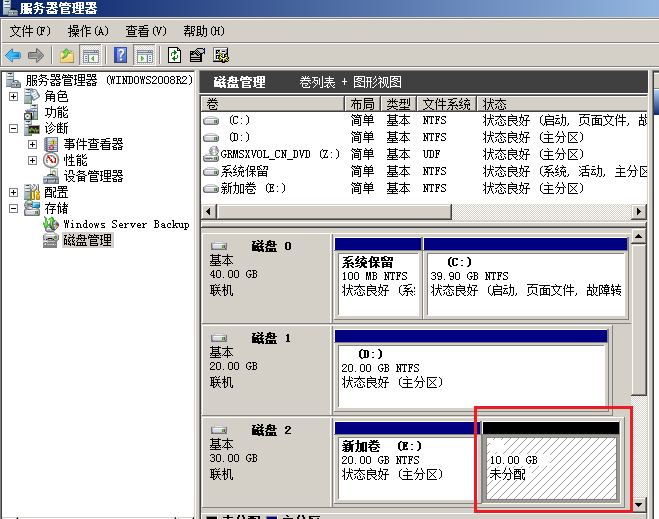 服务器管理器
文件(F) 操作(A) 查看(V) 帮助(H)
服务器管理器 (WINDOWS2008R2)
角色
功能
诊断
事件查看器
性能
设备管理器
配置
存储
Windows Server Backup
磁盘管理
磁盘管理 卷列表 + 图形视图
卷 布局 类型 文件系统 状态
(C:) 简单 基本 NTFS 状态良好 (启动, 页面文件, 故
(D:) 简单 基本 NTFS 状态良好 (主分区)
GRMSXVOL_CN_DVD (Z:) 简单 基本 UDF 状态良好 (主分区)
系统保留 简单 基本 NTFS 状态良好 (系统, 活动, 主分区
新加卷 (E:) 简单 基本 NTFS 状态良好 (主分区)
磁盘 0
基本
40.00 GB
联机
系统保留
100 MB NTFS
状态良好 (系
(C:)
39.90 GB NTFS
状态良好 (启动, 页面文件, 故障转
磁盘 1
基本
20.00 GB
联机
(D:)
20.00 GB NTFS
状态良好 (主分区)
磁盘 2
基本
30.00 GB
联机
新加卷 (E:)
20.00 GB NTFS
状态良好 (主分区)
10.00 GB
未分配
未分配 主分区